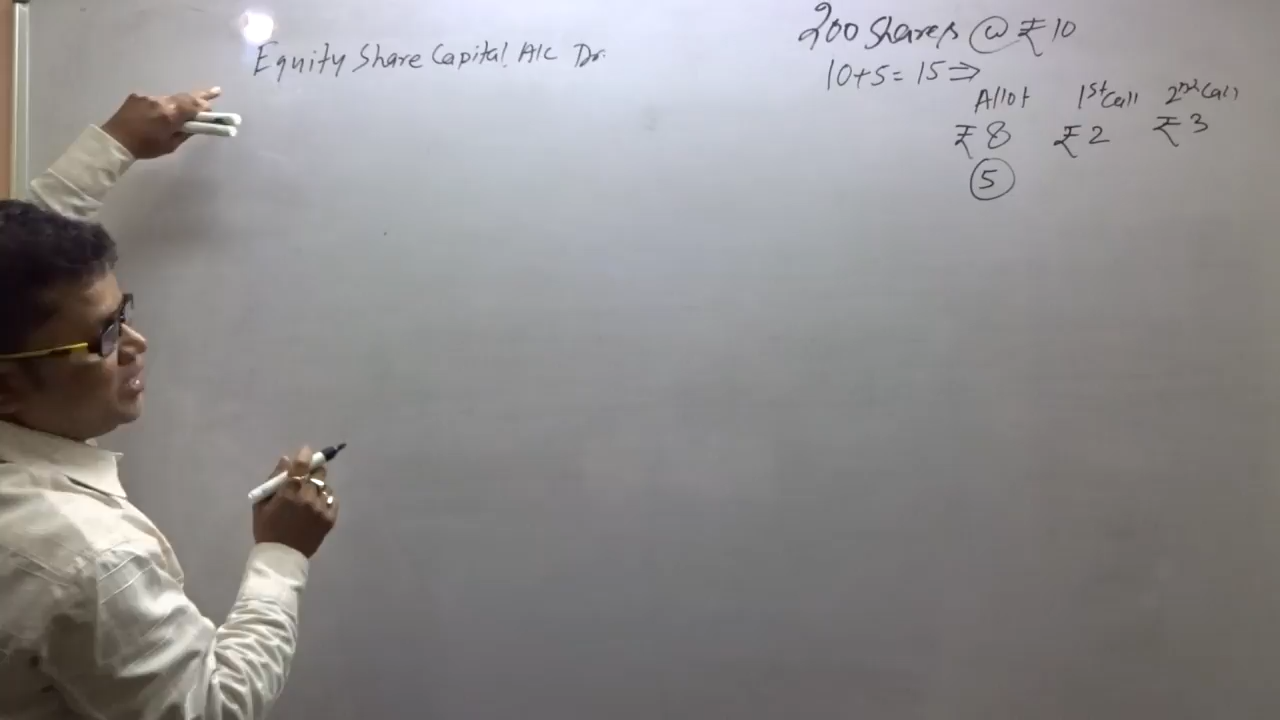 Equity Share Capital A/c Dr.
200 Shares @ ₹10
10+5=15⇒
Allot 1st Call 2nd Call
₹8 ₹2 ₹3
5